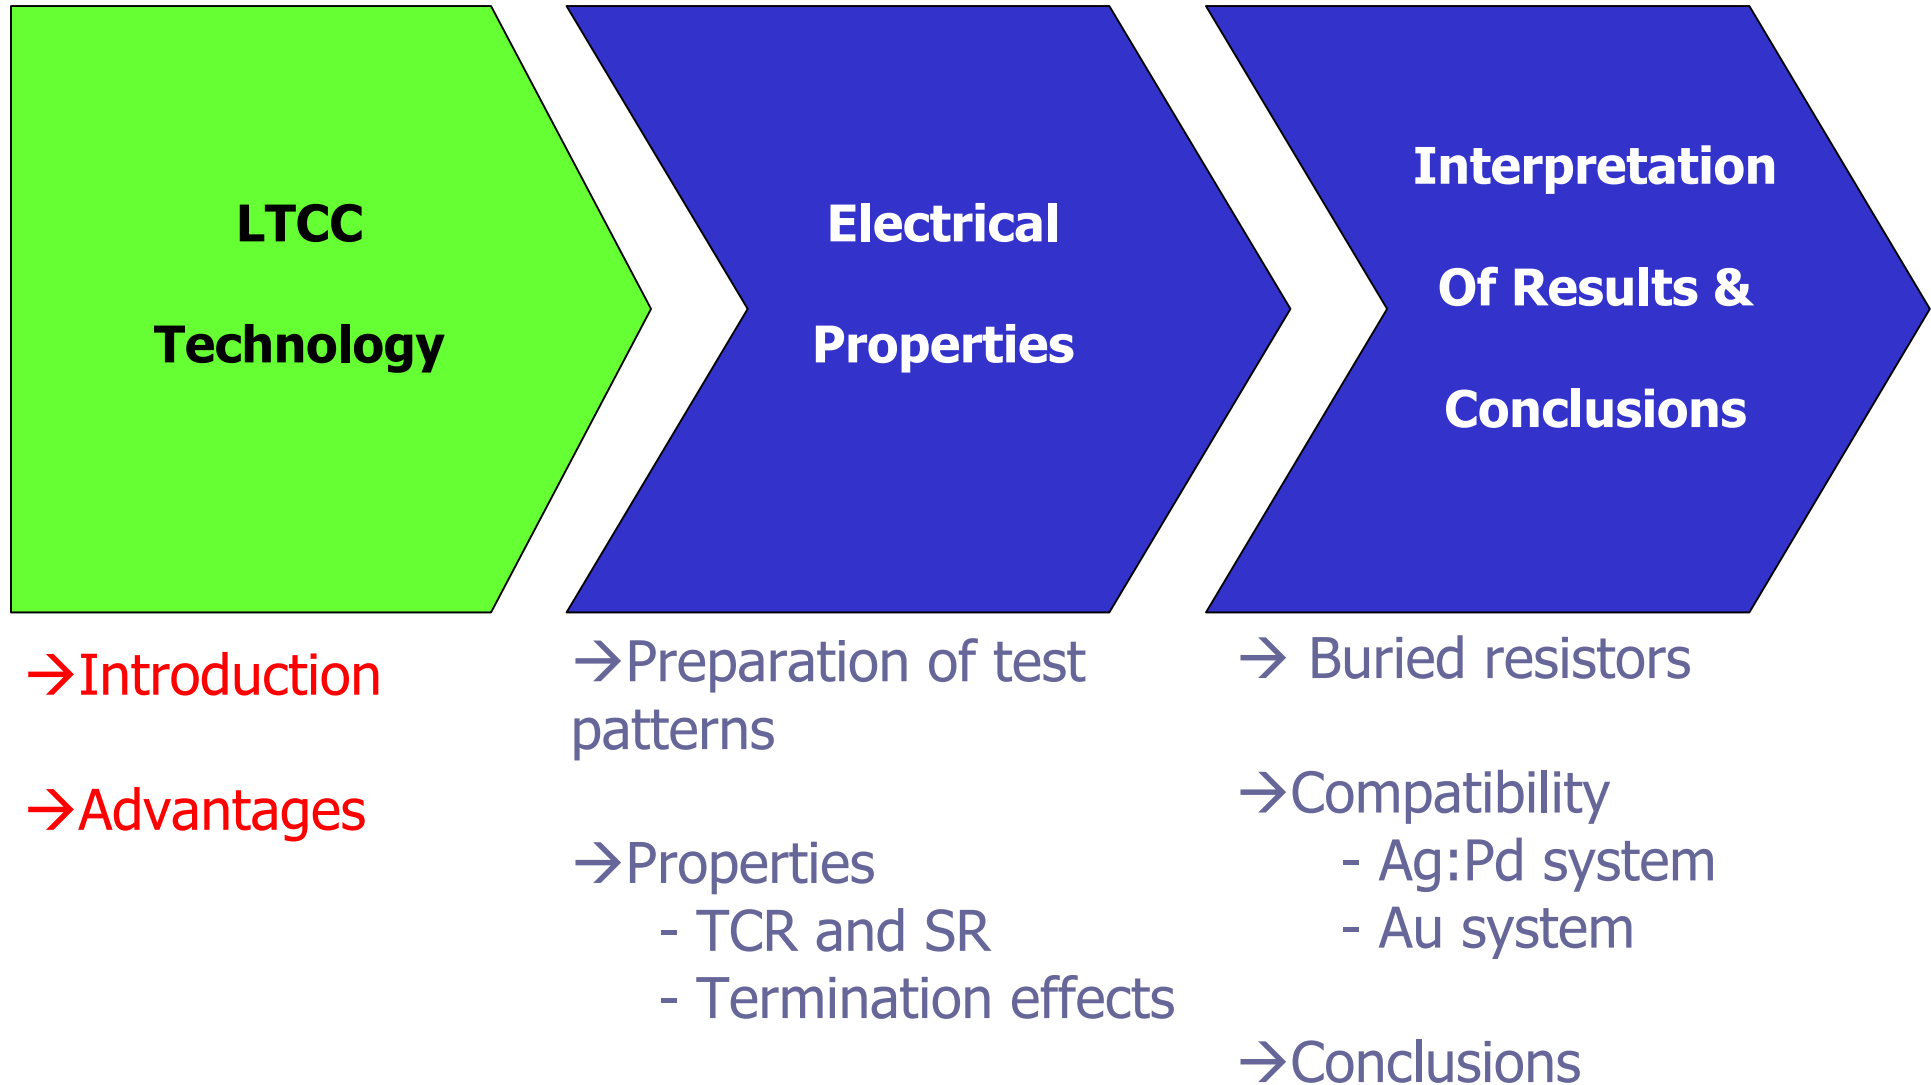 LTCC
Technology
Electrical
Properties
Interpretation
Of Results &
Conclusions
→Introduction
→Advantages
→Preparation of test
patterns
→Properties
- TCR and SR
- Termination effects
→ Buried resistors
→Compatibility
- Ag:Pd system
- Au system
→Conclusions